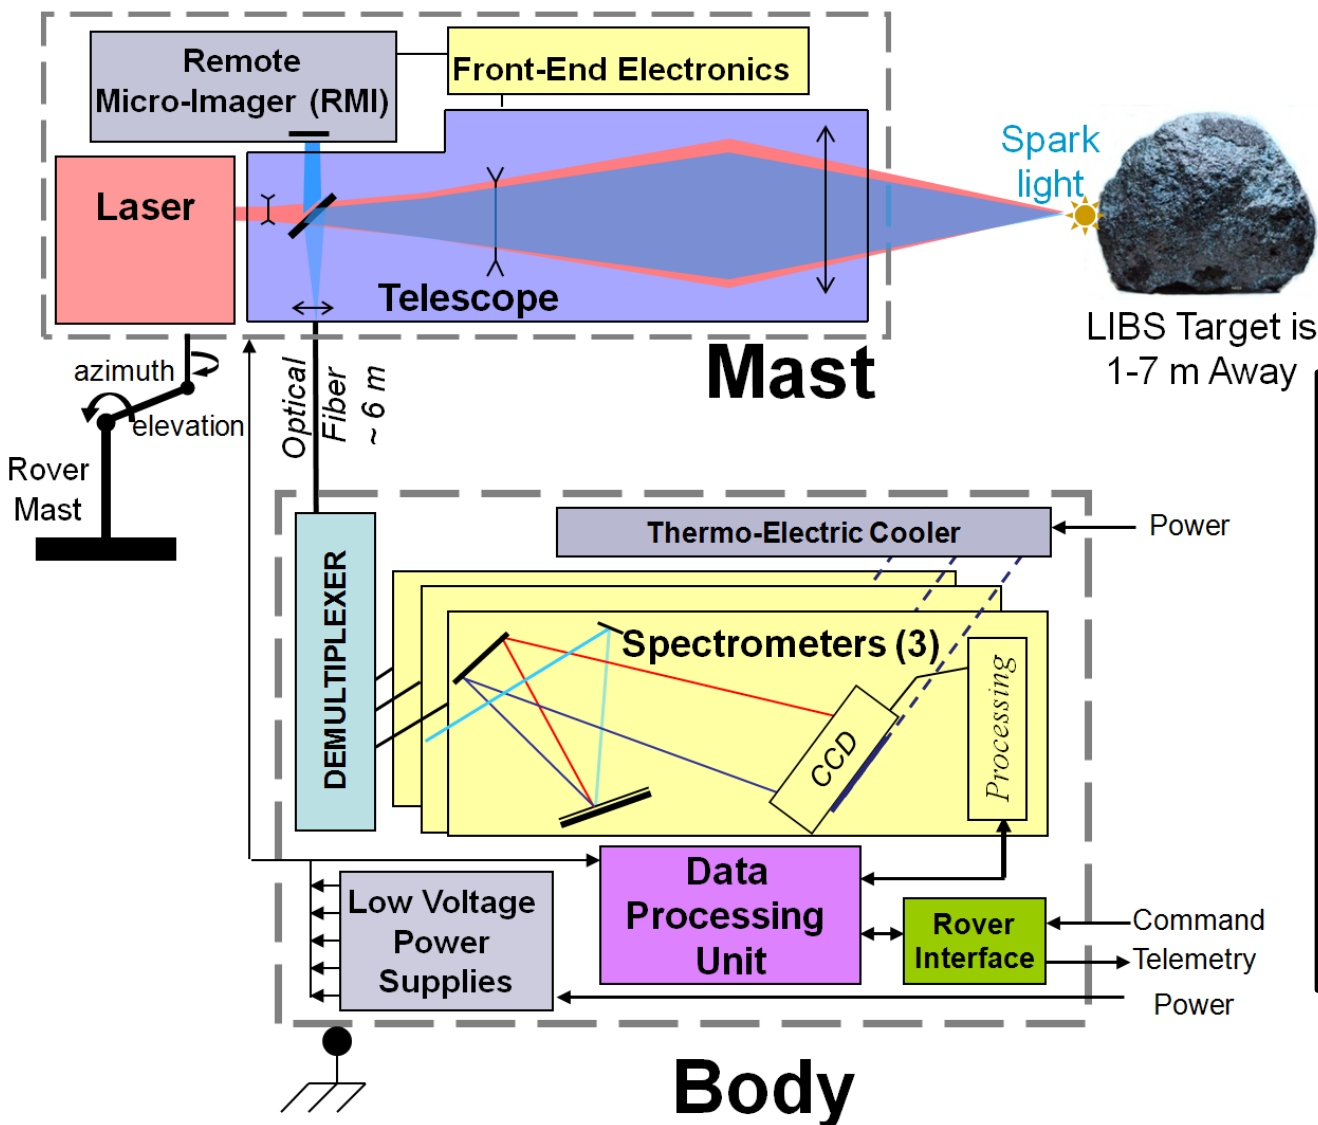 Remote
Micro-Imager (RMI)
Front-End Electronics
Laser
Telescope
Spark
light
LIBS Target is
1-7 m Away
Mast
azimuth
elevation
Rover
Mast
Optical
Fiber
~ 6 m
Thermo-Electric Cooler
Power
DEMULTIPLEXER
Spectrometers (3)
CCD
Processing
Data
Processing
Unit
Low Voltage
Power
Supplies
Rover
Interface
Command
Telemetry
Power
Body